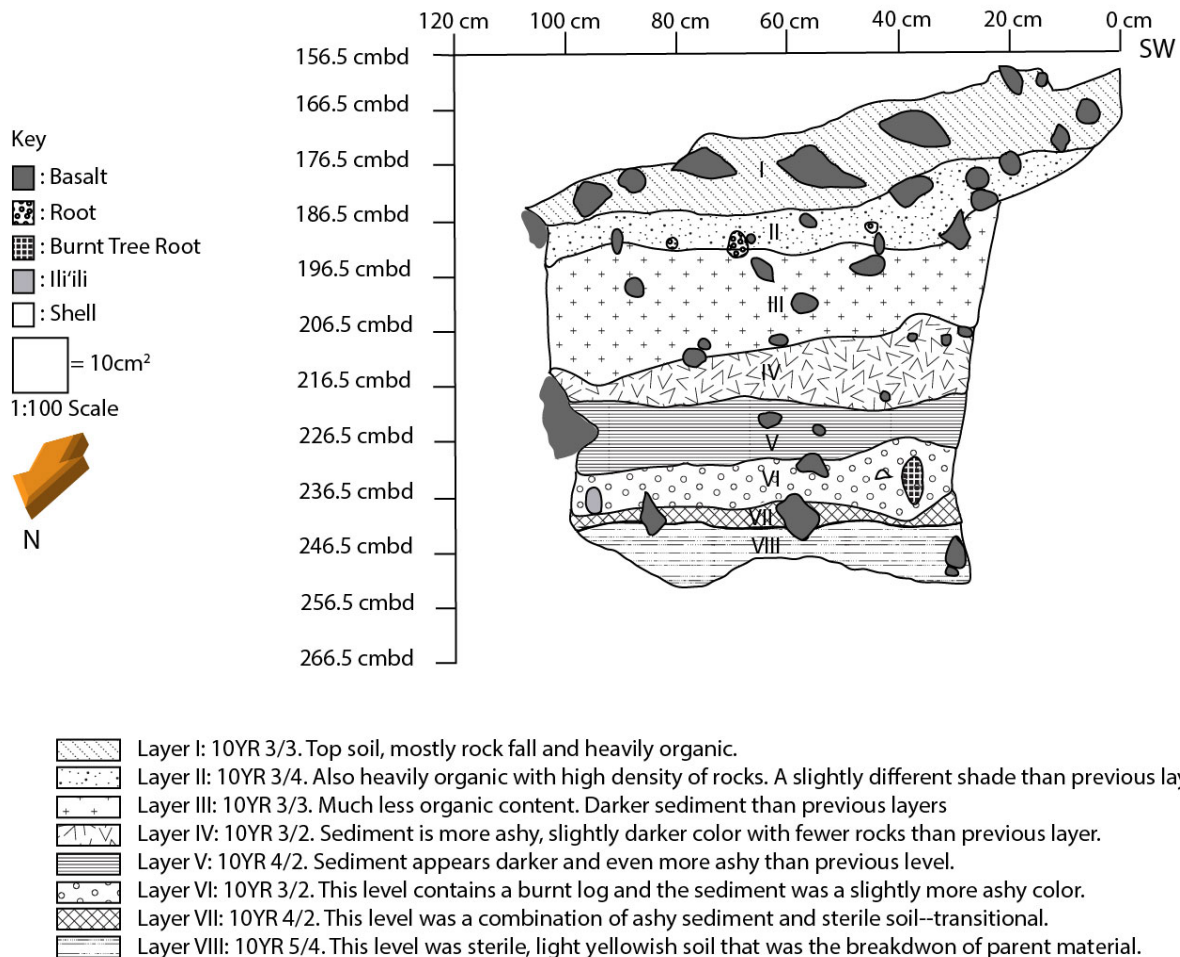 120 cm 100 cm 80 cm 60 cm 40 cm 20 cm 0 cm
SW
156.5 cmbd
166.5 cmbd
176.5 cmbd
186.5 cmbd
196.5 cmbd
206.5 cmbd
216.5 cmbd
226.5 cmbd
236.5 cmbd
246.5 cmbd
256.5 cmbd
266.5 cmbd
Key
: Basalt
: Root
: Burnt Tree Root
: Ili‘ili
: Shell
= 10cm²
1:100 Scale
N
I
II
III
IV
V
VI
VII
VIII
Layer I: 10YR 3/3. Top soil, mostly rock fall and heavily organic.
Layer II: 10YR 3/4. Also heavily organic with high density of rocks. A slightly different shade than previous lay
Layer III: 10YR 3/3. Much less organic content. Darker sediment than previous layers
Layer IV: 10YR 3/2. Sediment is more ashy, slightly darker color with fewer rocks than previous layer.
Layer V: 10YR 4/2. Sediment appears darker and even more ashy than previous level.
Layer VI: 10YR 3/2. This level contains a burnt log and the sediment was a slightly more ashy color.
Layer VII: 10YR 4/2. This level was a combination of ashy sediment and sterile soil--transitional.
Layer VIII: 10YR 5/4. This level was sterile, light yellowish soil that was the breakdwon of parent material.